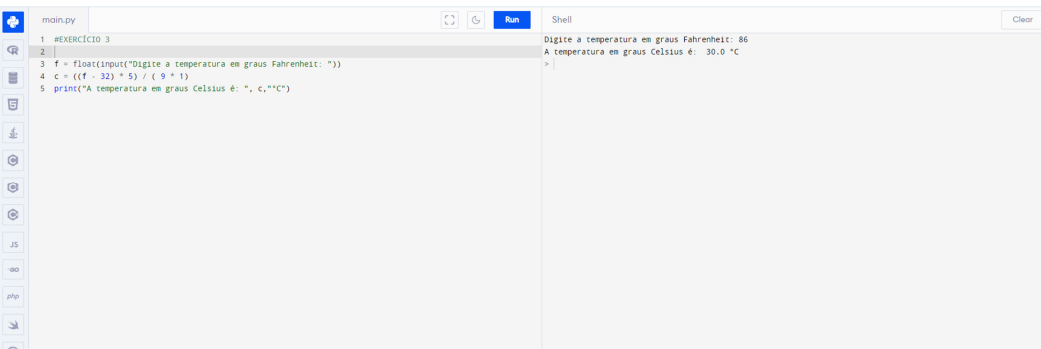 main.py
Run
Shell
Clear
1 #EXERCÍCIO 3
2
3 f = float(input("Digite a temperatura em graus Fahrenheit: "))
4 c = ((f - 32) * 5) / ( 9 * 1)
5 print("A temperatura em graus Celsius é: ", c,"°C")
Digite a temperatura em graus Fahrenheit: 86
A temperatura em graus Celsius é:  30.0 °C
>
JS
GO
php